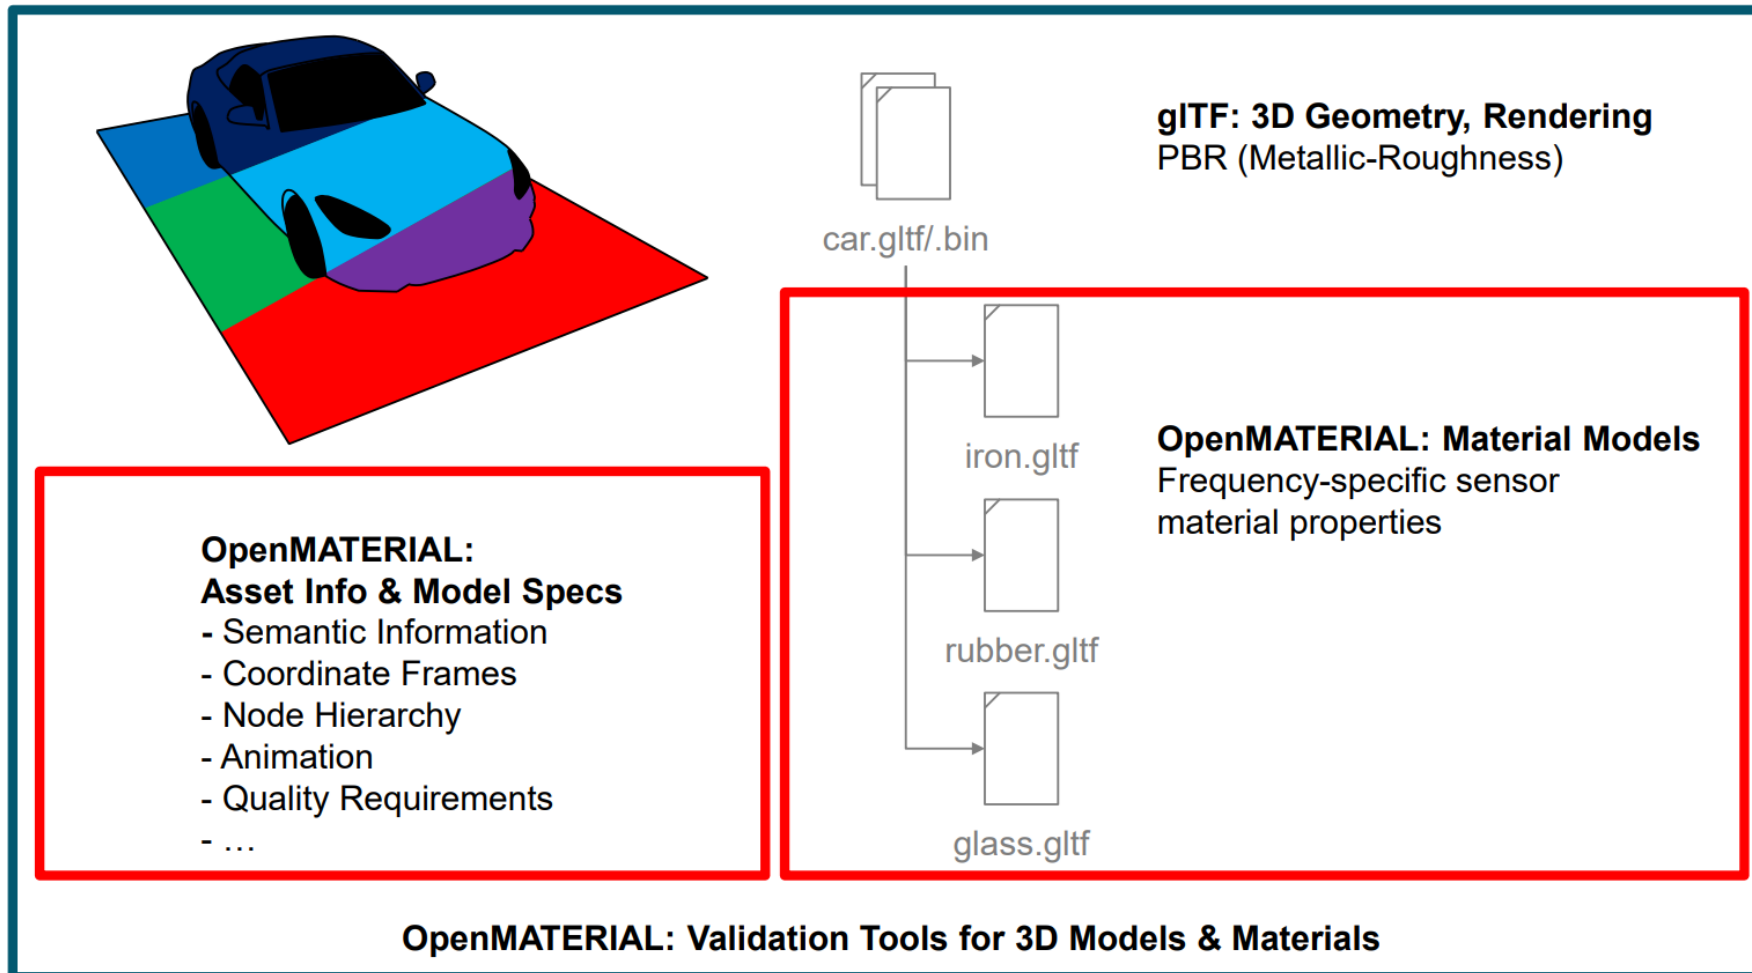 glTF: 3D Geometry, Rendering
PBR (Metallic-Roughness)
car.gltf/.bin
iron.gltf
rubber.gltf
glass.gltf
OpenMATERIAL: Material Models
Frequency-specific sensor
material properties
OpenMATERIAL:
Asset Info & Model Specs
- Semantic Information
- Coordinate Frames
- Node Hierarchy
- Animation
- Quality Requirements
- …
OpenMATERIAL: Validation Tools for 3D Models & Materials